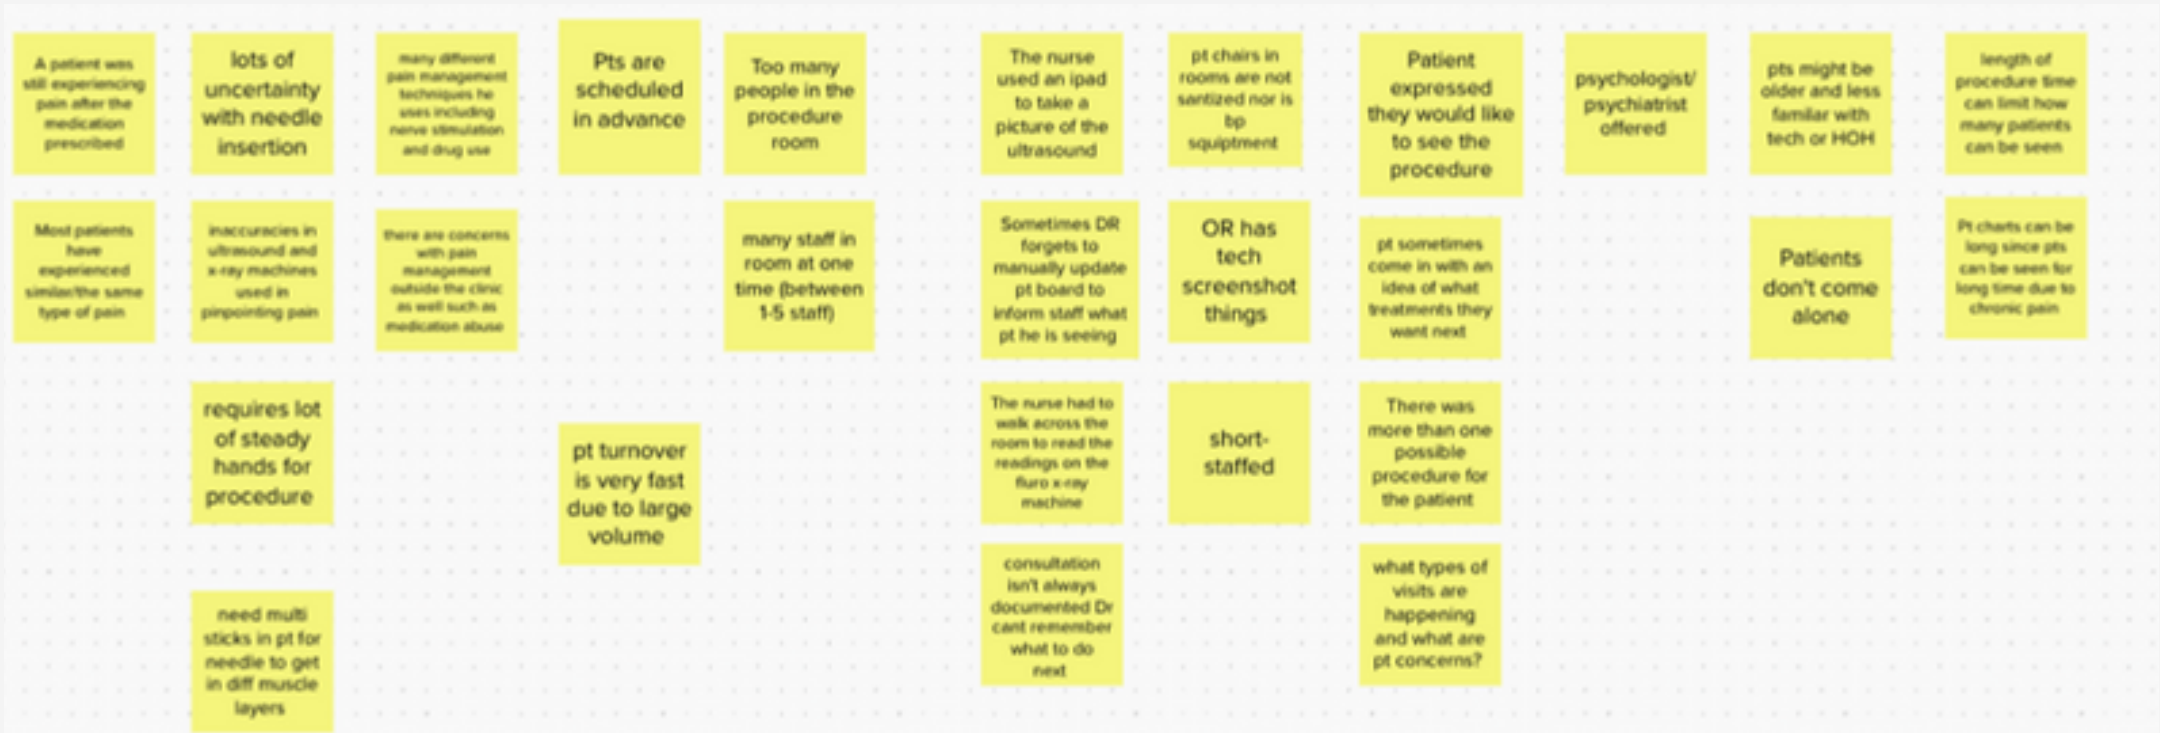 A patient was
still experiencing
pain after the
medication
prescribed
lots of
uncertainty
with needle
insertion
many different
pain management
techniques he
uses including
nerve stimulation
and drug use
Pts are
scheduled
in advance
Too many
people in the
procedure
room
The nurse
used an ipad
to take a
picture of the
ultrasound
pt chairs in
rooms are not
santized nor is
bp
squiptment
Patient
expressed
they would like
to see the
procedure
psychologist/
psychiatrist
offered
pts might be
older and less
familar with
tech or HOH
length of
procedure time
can limit how
many patients
can be seen
Most patients
have
experienced
similar/the same
type of pain
inaccuracies in
ultrasound and
x-ray machines
used in
pinpointing pain
there are concerns
with pain
management
outside the clinic
as well such as
medication abuse
many staff in
room at one
time (between
1-5 staff)
Sometimes DR
forgets to
manually update
pt board to
inform staff what
pt he is seeing
OR has
tech
screenshot
things
pt sometimes
come in with an
idea of what
treatments they
want next
Patients
don't come
alone
Pt charts can be
long since pts
can be seen for
long time due to
chronic pain
requires lot
of steady
hands for
procedure
pt turnover
is very fast
due to large
volume
The nurse had to
walk across the
room to read the
readings on the
fluro x-ray
machine
short-
staffed
There was
more than one
possible
procedure for
the patient
need multi
sticks in pt for
needle to get
in diff muscle
layers
consultation
isn't always
documented Dr
cant remember
what to do
next
what types of
visits are
happening
and what are
pt concerns?